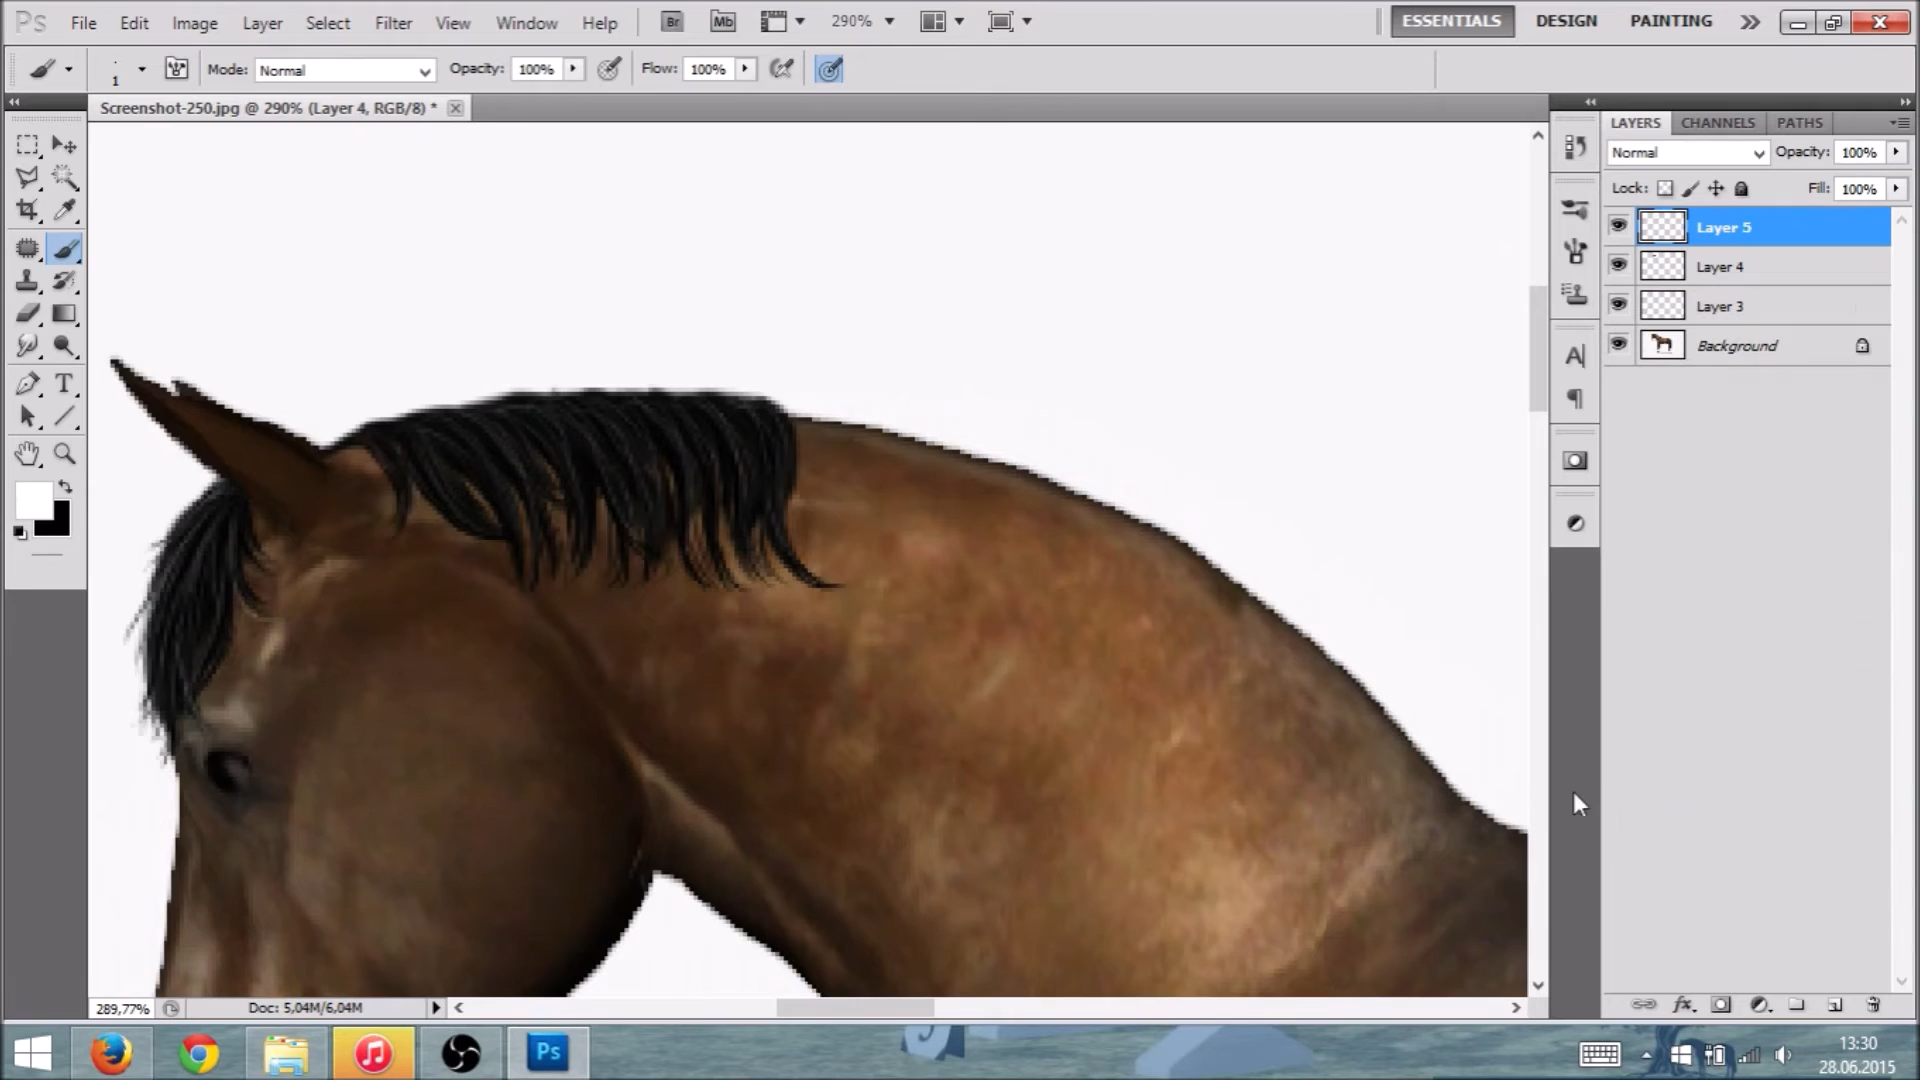 Ps File Edit Image Layer Select Filter View Window Help Br Mb 290% ESSENTIALS DESIGN PAINTING
1 Mode: Normal Opacity: 100% Flow: 100%
Screenshot-250.jpg @ 290% (Layer 4, RGB/8) *
LAYERS CHANNELS PATHS
Normal Opacity: 100%
Lock: Fill: 100%
Layer 5
Layer 4
Layer 3
Background
289,77% Doc: 5,04M/6,04M
Ps
13:30
28.06.2015